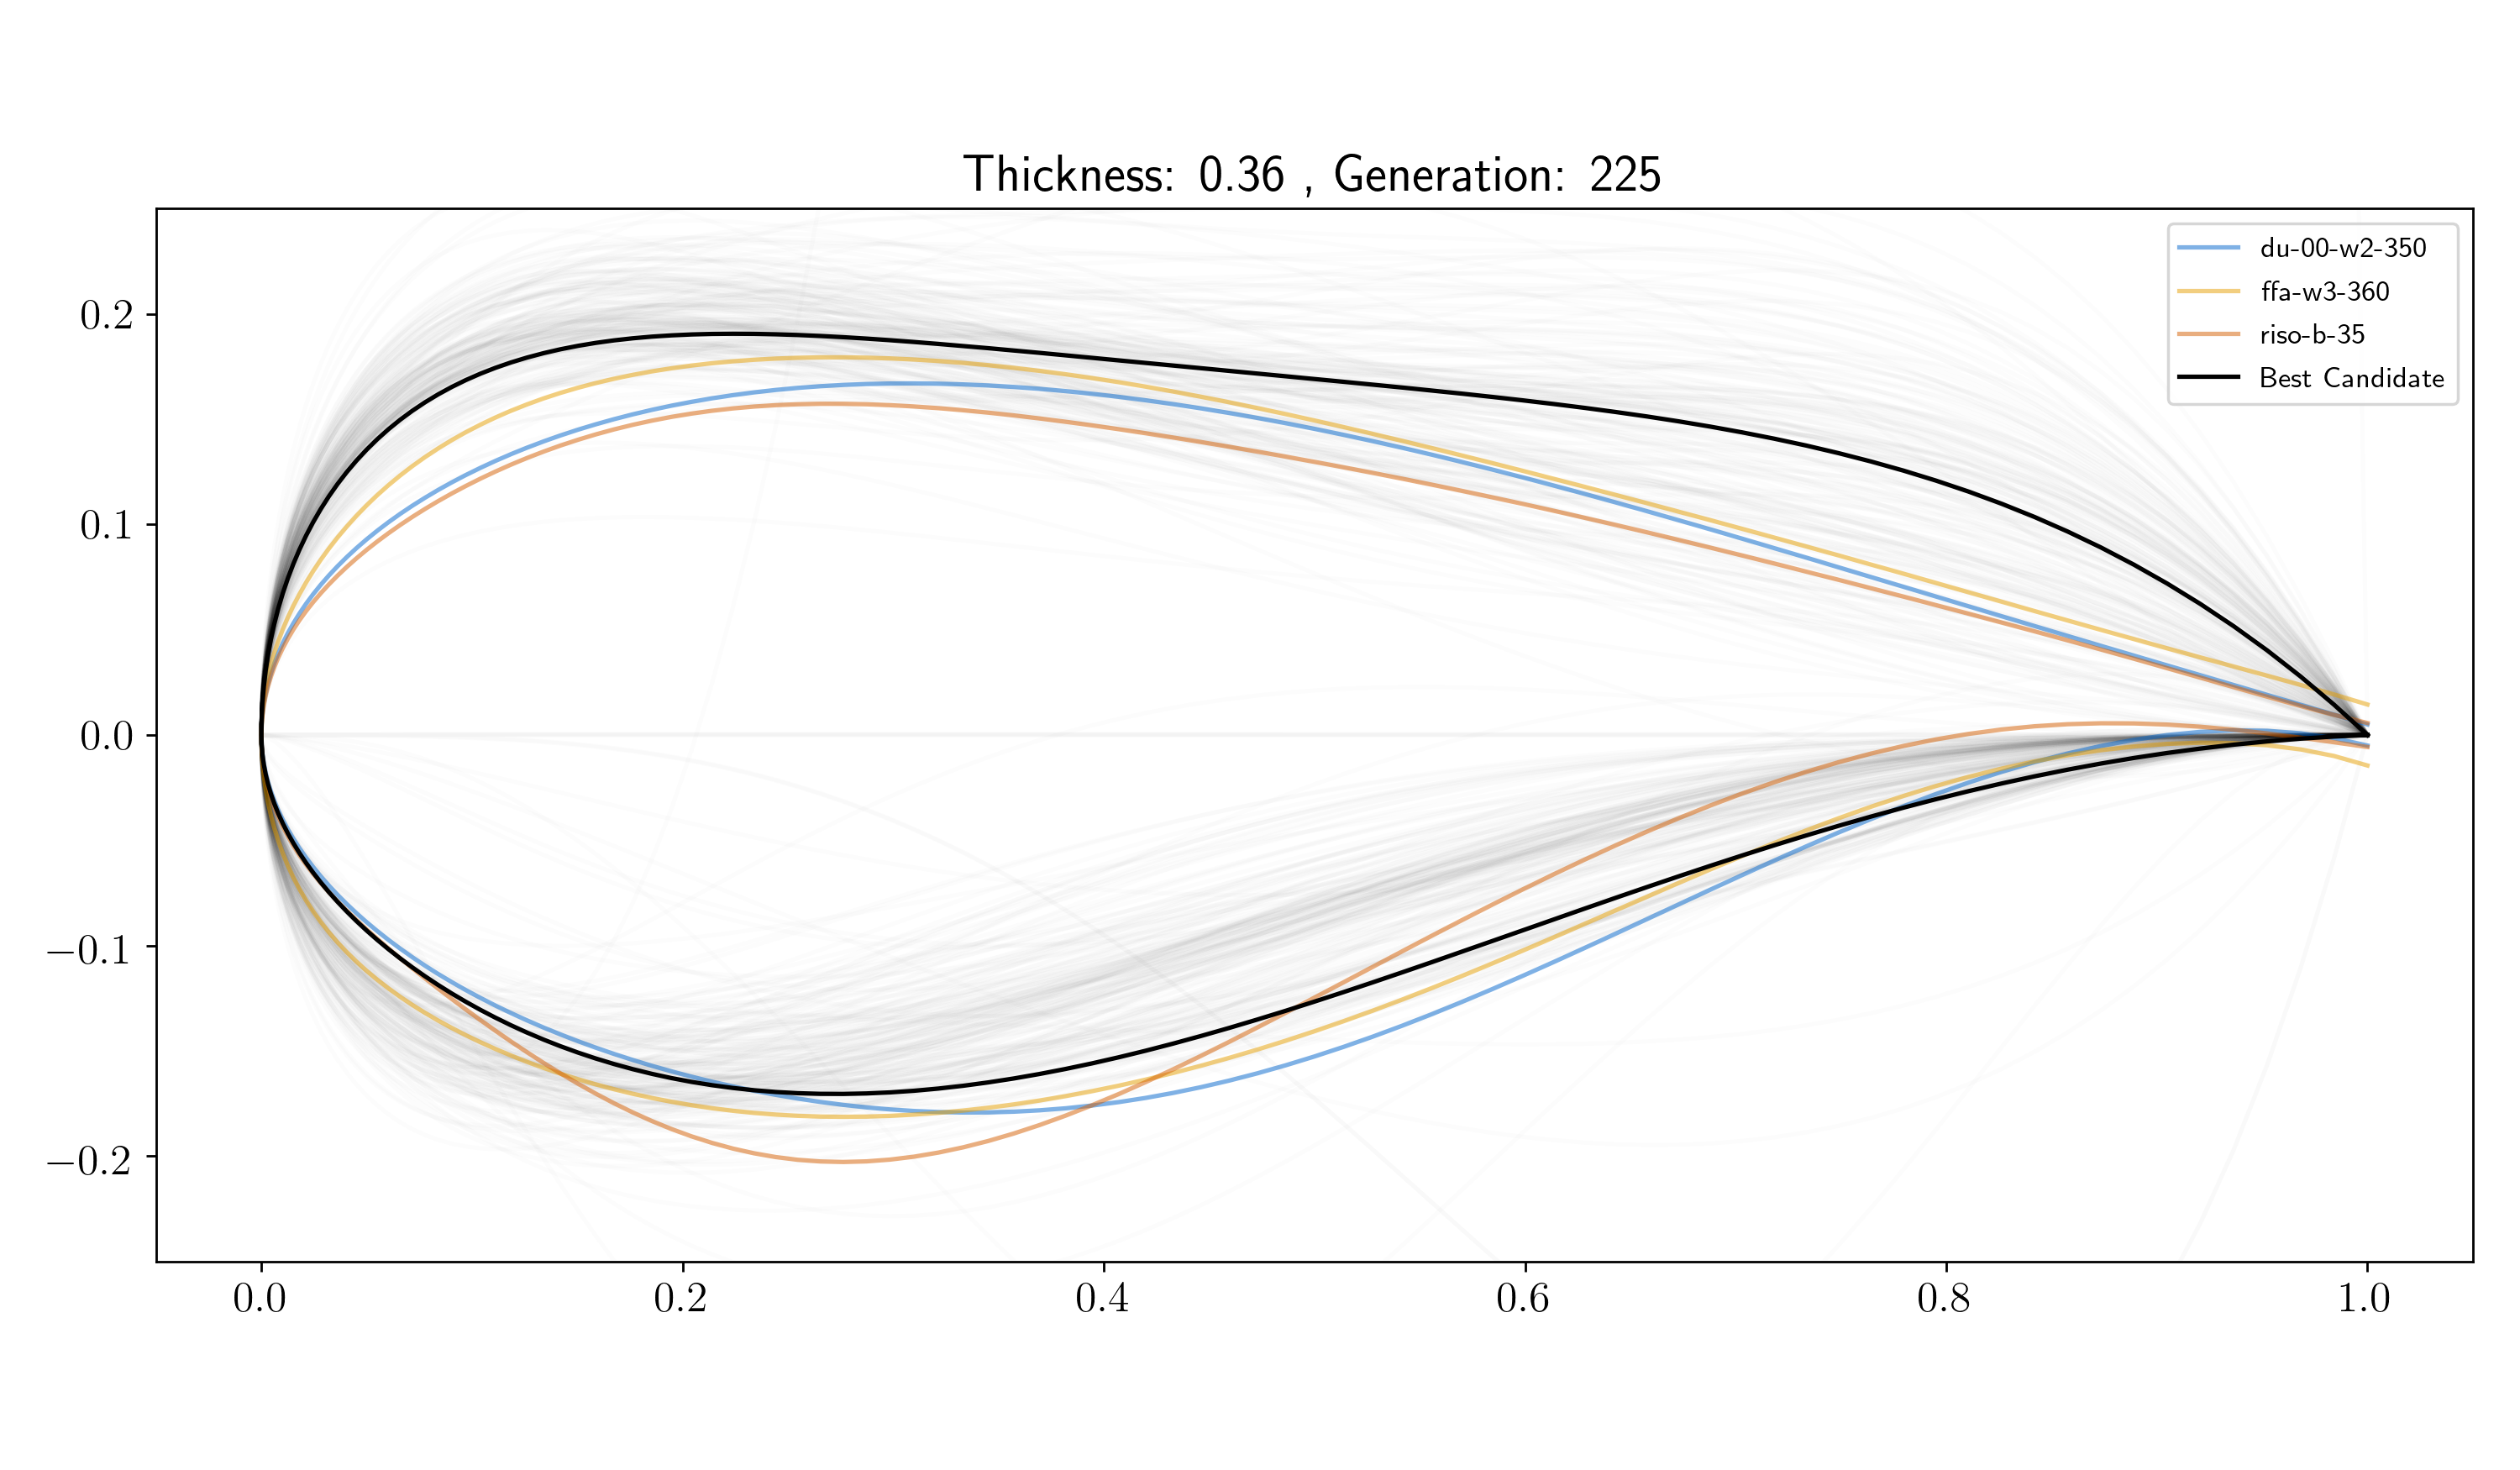 Thickness: 0.36 , Generation: 225
du-00-w2-350
ffa-w3-360
riso-b-35
Best Candidate
0.2
0.1
0.0
−0.1
−0.2
0.0 0.2 0.4 0.6 0.8 1.0